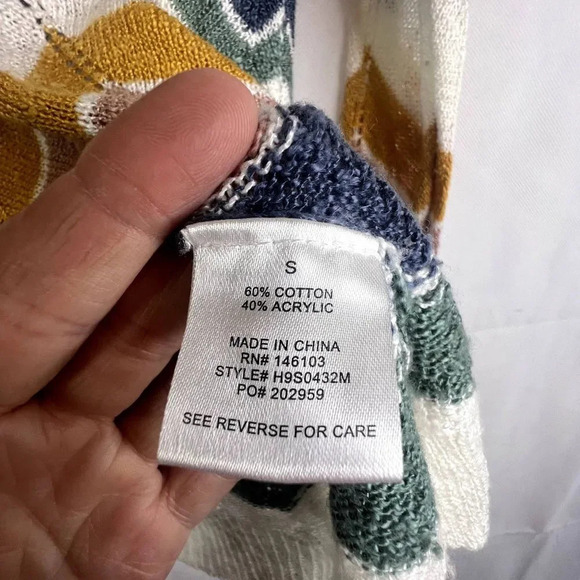 S
60% COTTON
40% ACRYLIC
MADE IN CHINA
RN# 146103
STYLE# H9S0432M
PO# 202959
SEE REVERSE FOR CARE